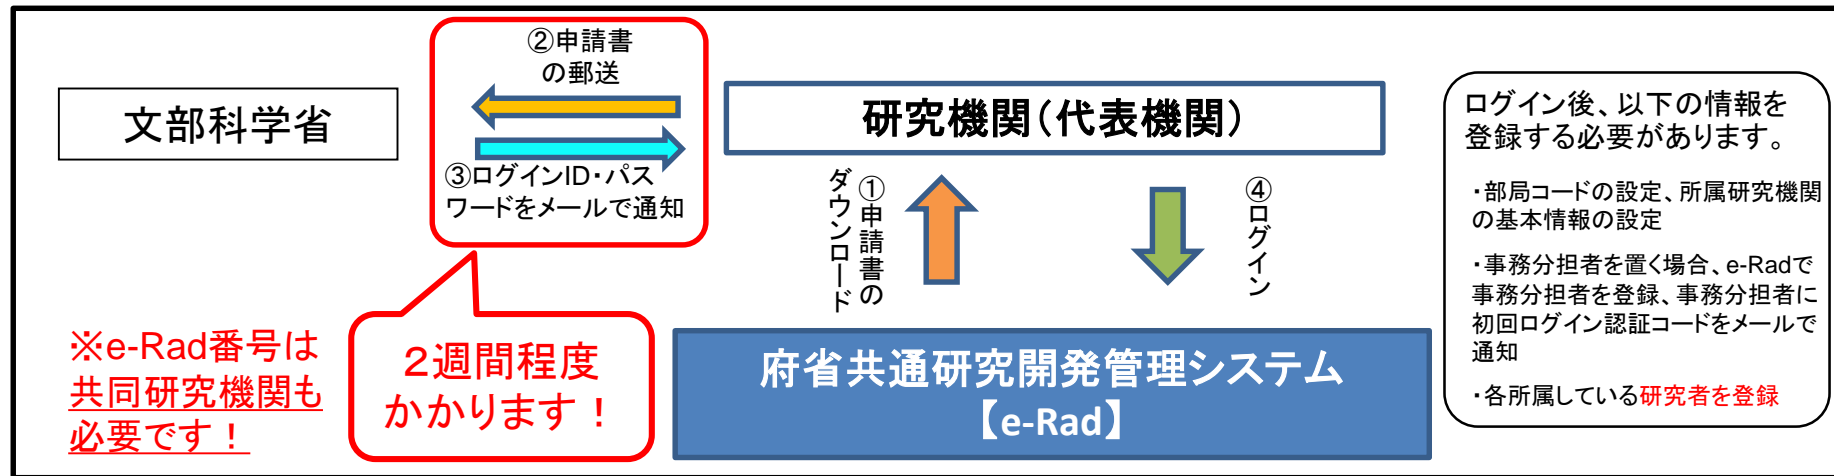 文部科学省
②申請書
の郵送
③ログインID・パス
ワードをメールで通知
２週間程度
かかります！
※e-Rad番号は
共同研究機関も
必要です！
研究機関（代表機関）
①申請書の
ダウンロード
④ログイン
府省共通研究開発管理システム
【e-Rad】
ログイン後、以下の情報を
登録する必要があります。
・部局コードの設定、所属研究機関
の基本情報の設定
・事務分担者を置く場合、e-Radで
事務分担者を登録、事務分担者に
初回ログイン認証コードをメールで
通知
・各所属している研究者を登録